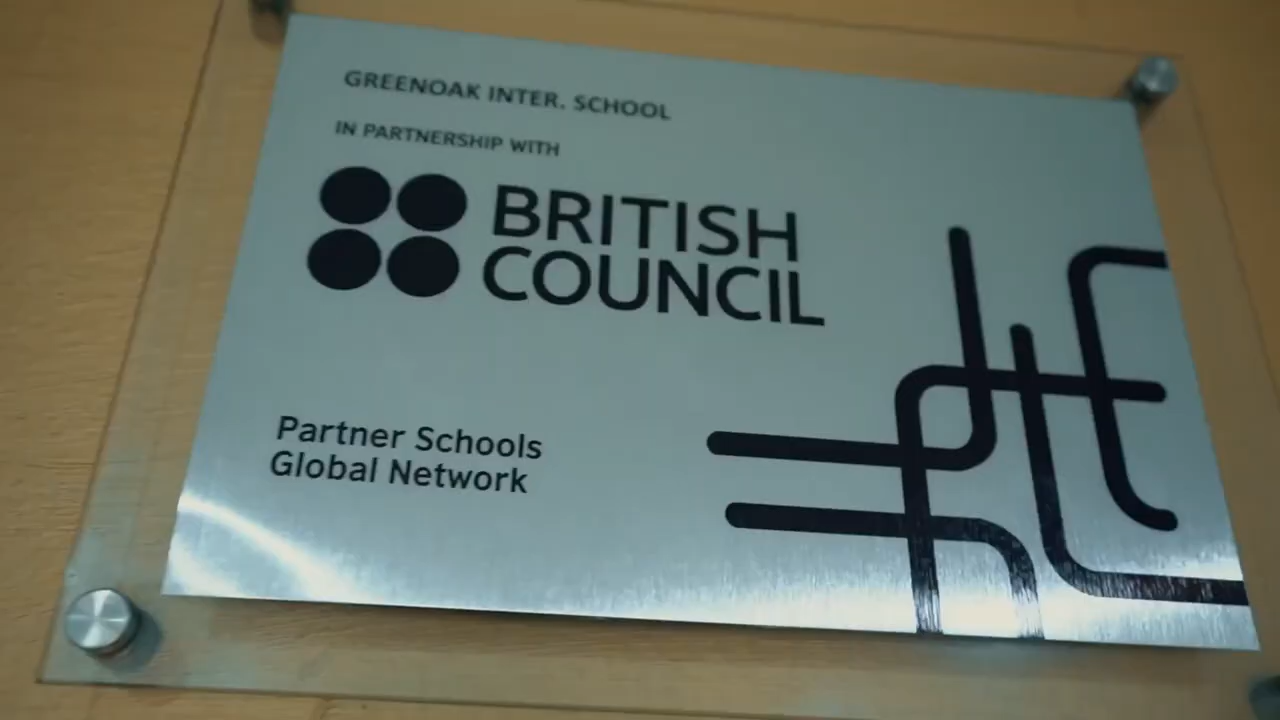 GREENOAK INTER. SCHOOL
IN PARTNERSHIP WITH
BRITISH
COUNCIL
Partner Schools
Global Network